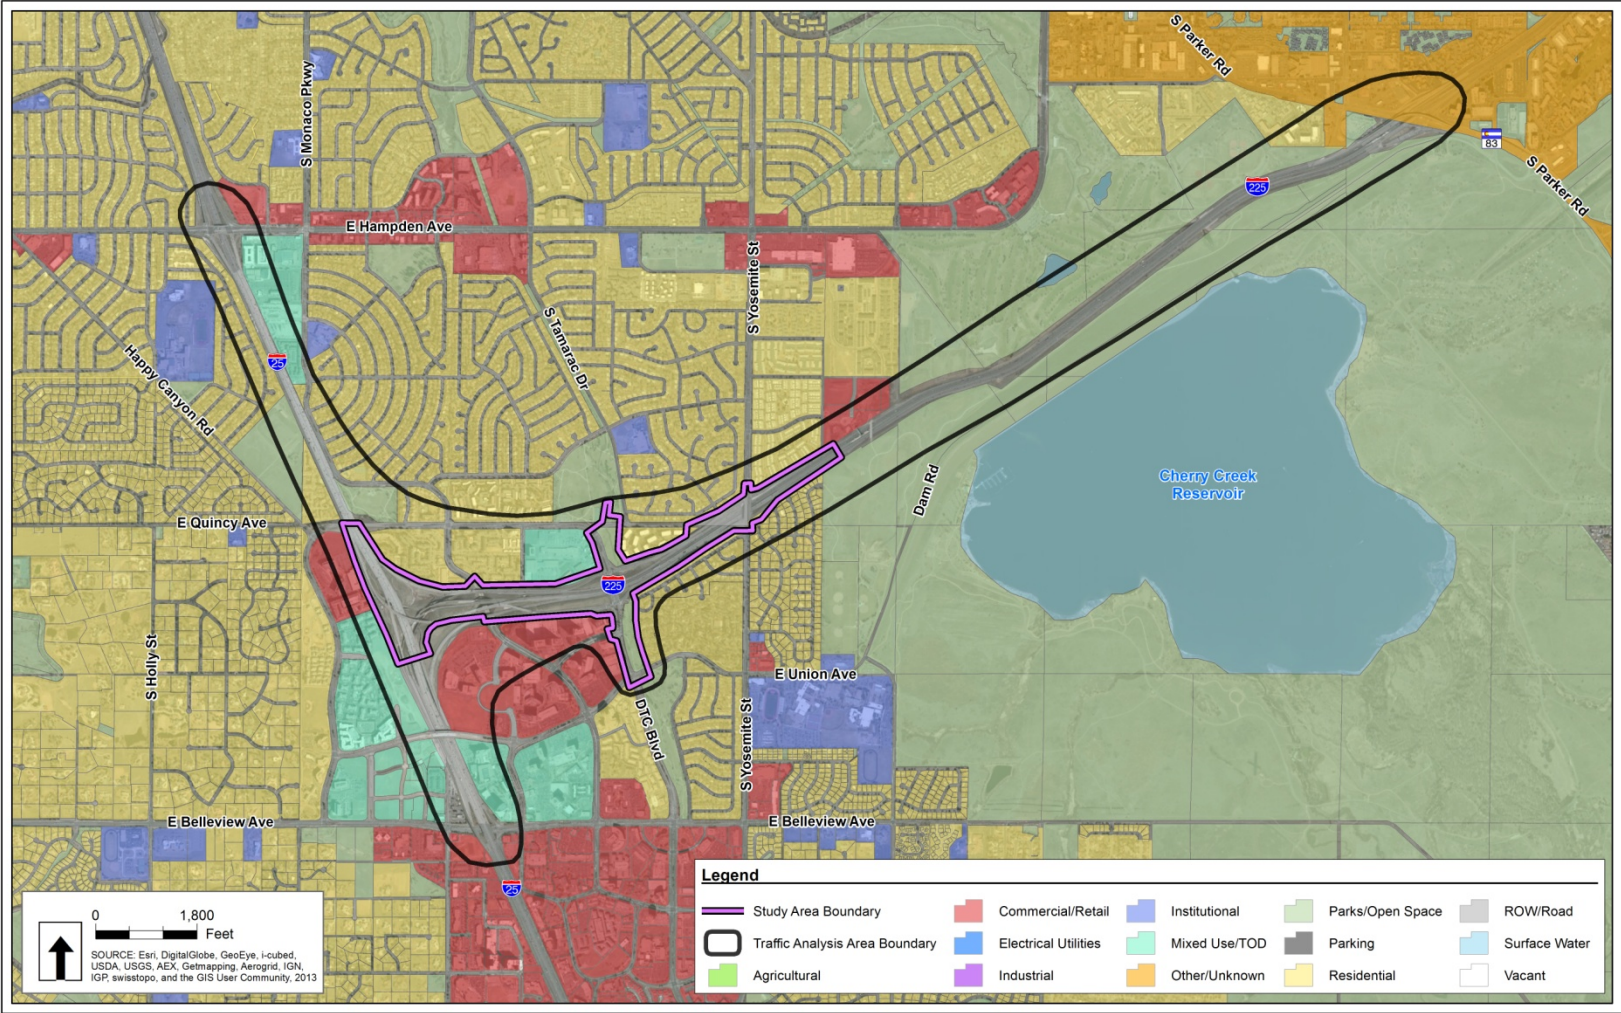 S Parker Rd
S Monaco Pkwy
83
S Parker Rd
225
E Hampden Ave
S Yosemite St
S Tamarac Dr
Happy Canyon Rd
25
Dam Rd
Cherry Creek
Reservoir
E Quincy Ave
225
S Holly St
E Union Ave
DTC Blvd
S Yosemite St
E Belleview Ave
E Belleview Ave
25
Legend
Study Area Boundary
Traffic Analysis Area Boundary
Agricultural
Commercial/Retail
Electrical Utilities
Industrial
Institutional
Mixed Use/TOD
Other/Unknown
Parks/Open Space
Parking
Residential
ROW/Road
Surface Water
Vacant
0 1,800
Feet
SOURCE: Esri, DigitalGlobe, GeoEye, i-cubed,
USDA, USGS, AEX, Getmapping, Aerogrid, IGN,
IGP, swisstopo, and the GIS User Community, 2013